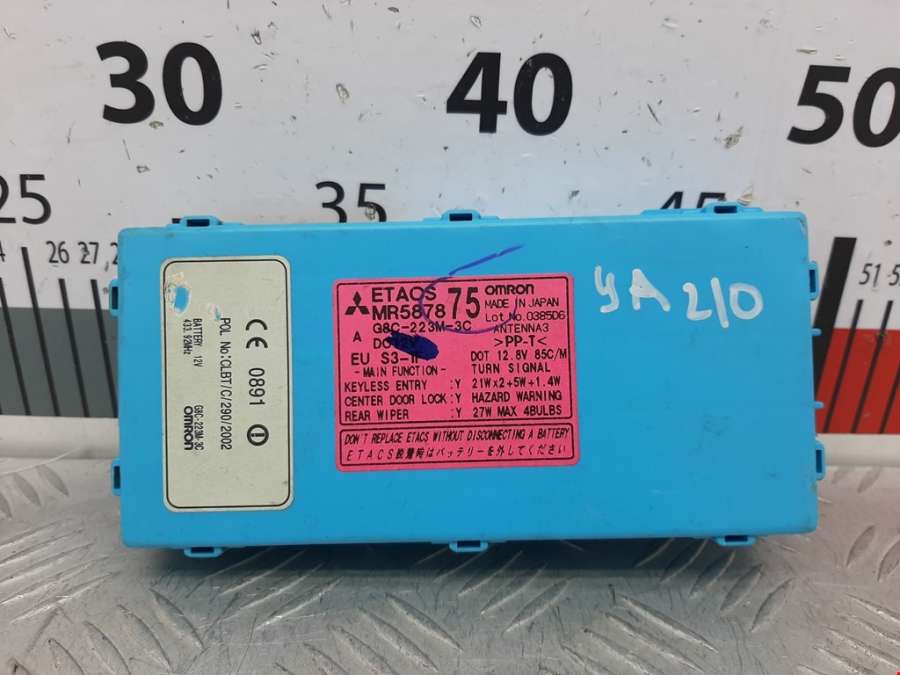 30
40
50
25
35
45
26 27
51
POL No: CLBT/C/290/2002
CE 0891
BATTERY 12V
433.92MHz
G8C-223M-3C
OMRON
ETACS
MR587875
OMRON
MADE IN JAPAN
G8C-223M-3C
Lot No. 0385D6
A
ANTENNA3
>PP-T<
EU S3-
DOT 12.8V 85C/M
-MAIN FUNCTION-
TURN SIGNAL
KEYLESS ENTRY :Y
21W×2+5W+1.4W
CENTER DOOR LOCK :Y
HAZARD WARNING
REAR WIPER :Y
27W MAX 4BULBS
DON'T REPLACE ETACS WITHOUT DISCONNECTING A BATTERY
ETACS脱着時はバッテリーを外してください
УА 210